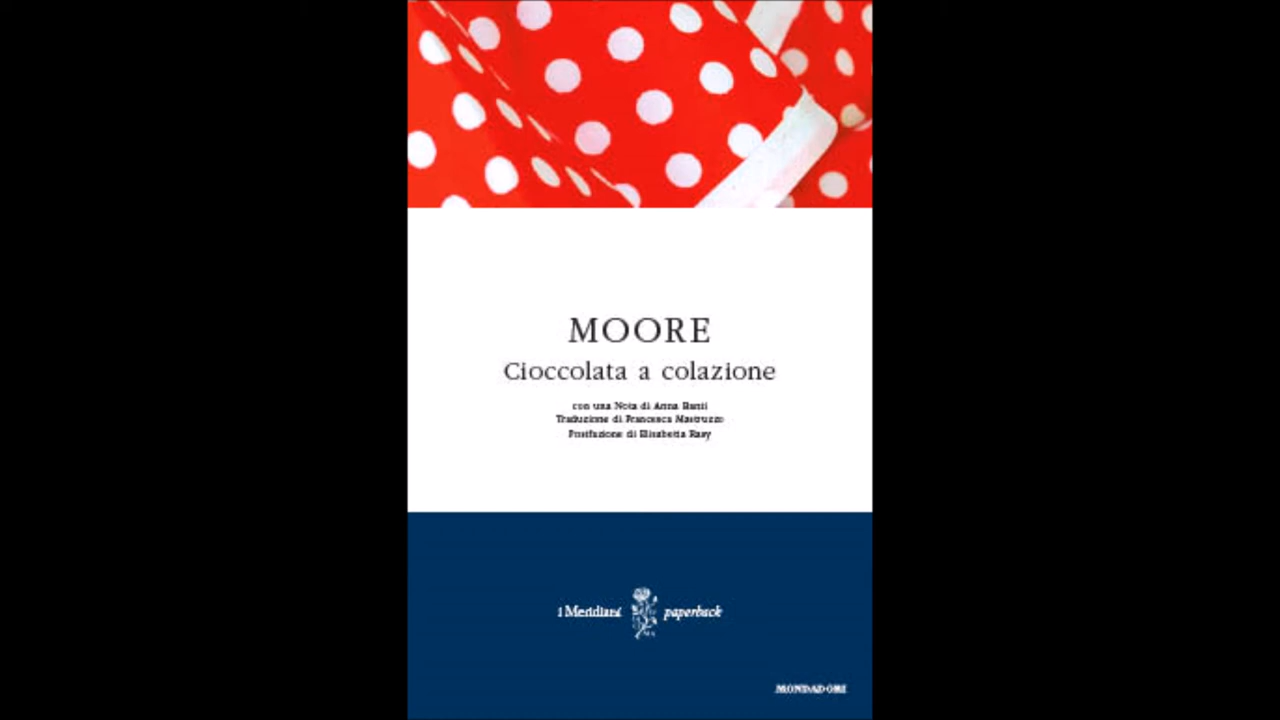 MOORE
Cioccolata a colazione
con una Nota di Anna Banti
Traduzione di Francesca Mastruzzo
Postfazione di Elisabetta Rasy
i Meridiani paperback
MONDADORI